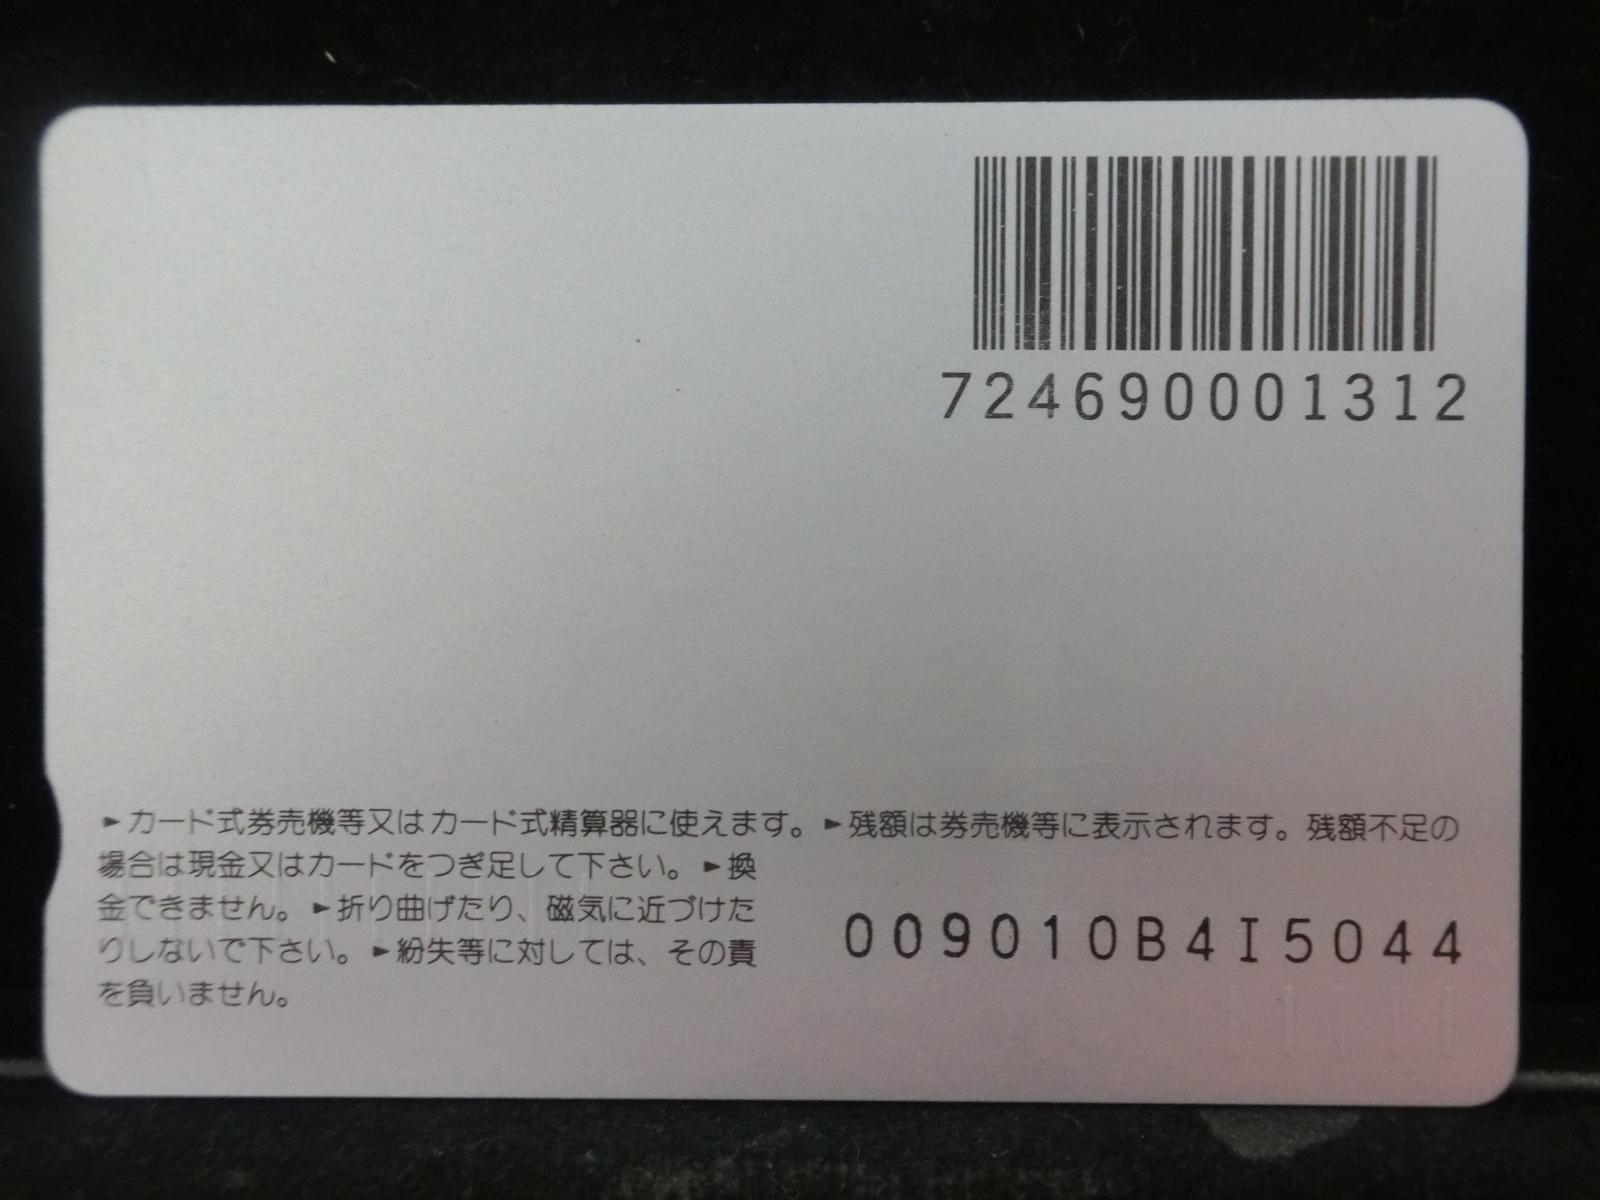 724690001312
►カード式券売機等又はカード式精算器に使えます。►残額は券売機等に表示されます。残額不足の
場合は現金又はカードをつぎ足して下さい。►換
金できません。►折り曲げたり、磁気に近づけた
りしないで下さい。►紛失等に対しては、その責
を負いません。
009010B4I5044